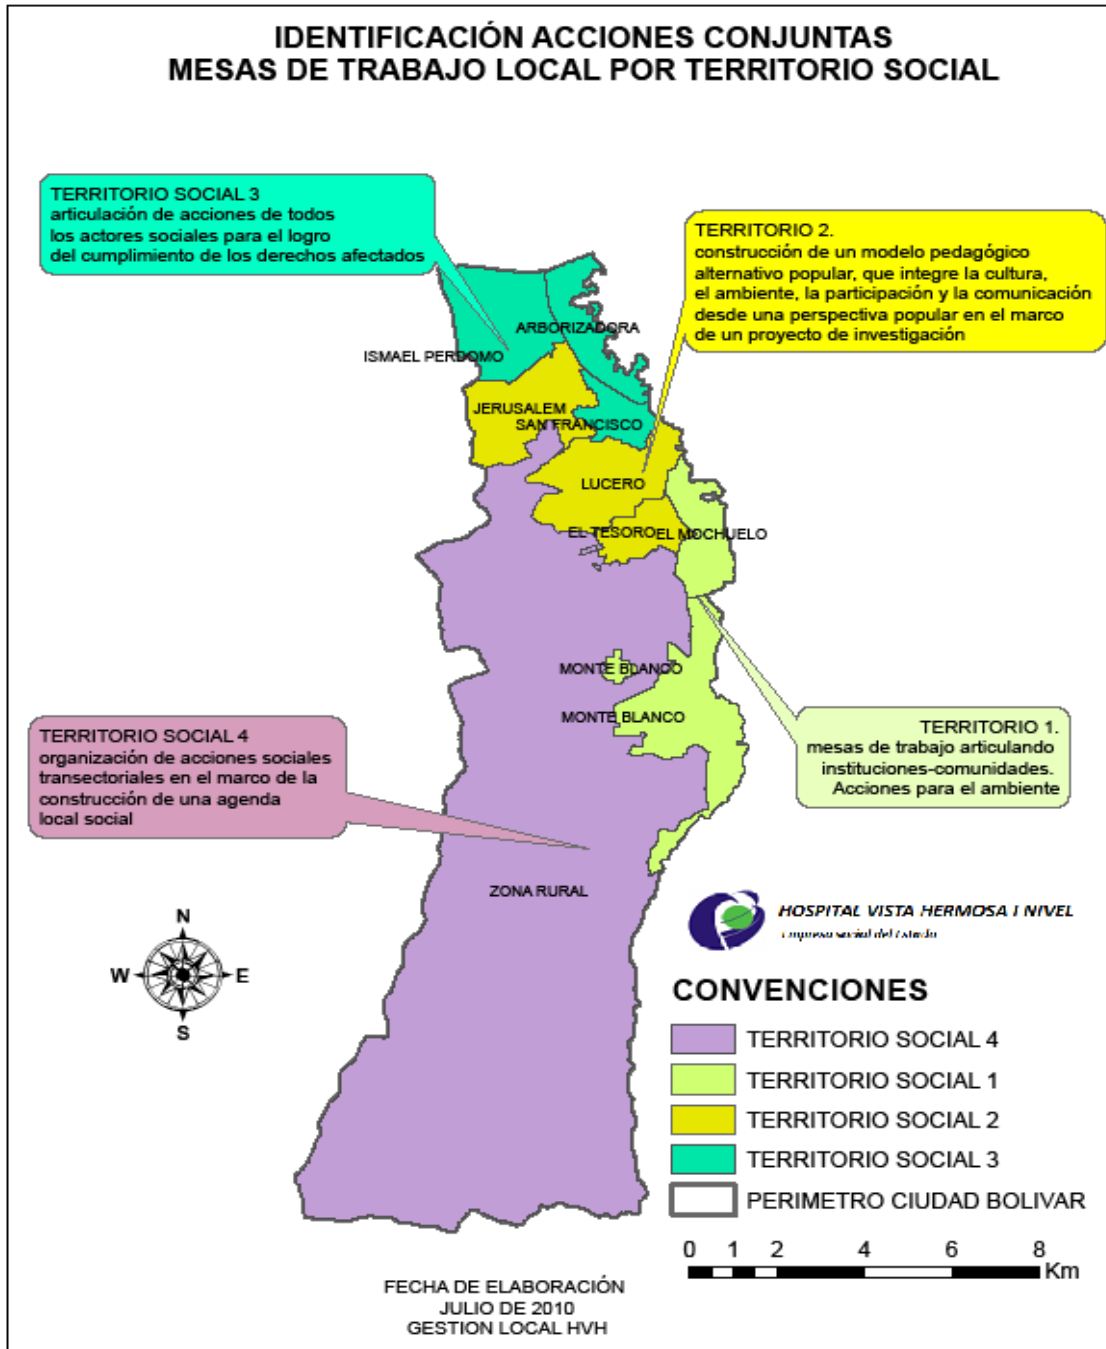 IDENTIFICACIÓN ACCIONES CONJUNTAS
MESAS DE TRABAJO LOCAL POR TERRITORIO SOCIAL
TERRITORIO SOCIAL 3
articulación de acciones de todos
los actores sociales para el logro
del cumplimiento de los derechos afectados
TERRITORIO 2.
construcción de un modelo pedagógico
alternativo popular, que integre la cultura,
el ambiente, la participación y la comunicación
desde una perspectiva popular en el marco
de un proyecto de investigación
ARBORIZADORA
ISMAEL PERDOMO
JERUSALEM
SAN FRANCISCO
LUCERO
EL TESORO
EL MOCHUELO
MONTE BLANCO
MONTE BLANCO
TERRITORIO SOCIAL 4
organización de acciones sociales
transectoriales en el marco de la
construcción de una agenda
local social
TERRITORIO 1.
mesas de trabajo articulando
instituciones-comunidades.
Acciones para el ambiente
ZONA RURAL
N
W
E
S
HOSPITAL VISTA HERMOSA I NIVEL
Empresa social del Estado
CONVENCIONES
TERRITORIO SOCIAL 4
TERRITORIO SOCIAL 1
TERRITORIO SOCIAL 2
TERRITORIO SOCIAL 3
PERIMETRO CIUDAD BOLIVAR
0 1 2 4 6 8
Km
FECHA DE ELABORACIÓN
JULIO DE 2010
GESTION LOCAL HVH